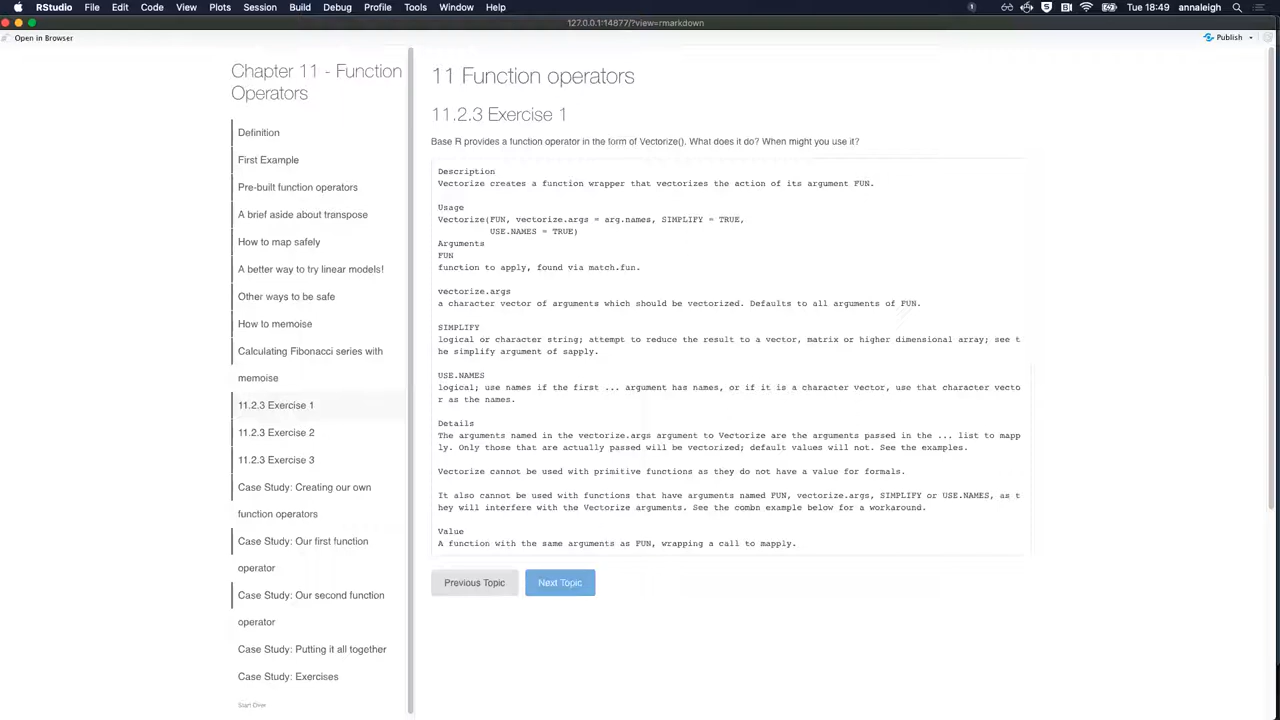 RStudio File Edit Code View Plots Session Build Debug Profile Tools Window Help 1 Wed 18:49 annaleigh
127.0.0.1:14877/?view=rmarkdown
Open in Browser
Publish
Chapter 11 - Function
Operators
Definition
First Example
Pre-built function operators
A brief aside about transpose
How to map safely
A better way to try linear models!
Other ways to be safe
How to memoise
Calculating Fibonacci series with
memoise
11.2.3 Exercise 1
11.2.3 Exercise 2
11.2.3 Exercise 3
Case Study: Creating our own
function operators
Case Study: Our first function
operator
Case Study: Our second function
operator
Case Study: Putting it all together
Case Study: Exercises
Start Over
11 Function operators
11.2.3 Exercise 1
Base R provides a function operator in the form of Vectorize(). What does it do? When might you use it?
Description
Vectorize creates a function wrapper that vectorizes the action of its argument FUN.
Usage
Vectorize(FUN, vectorize.args = arg.names, SIMPLIFY = TRUE,
USE.NAMES = TRUE)
Arguments
FUN
function to apply, found via match.fun.
vectorize.args
a character vector of arguments which should be vectorized. Defaults to all arguments of FUN.
SIMPLIFY
logical or character string; attempt to reduce the result to a vector, matrix or higher dimensional array; see t
he simplify argument of sapply.
USE.NAMES
logical; use names if the first ... argument has names, or if it is a character vector, use that character vecto
r as the names.
Details
The arguments named in the vectorize.args argument to Vectorize are the arguments passed in the ... list to mapp
ly. Only those that are actually passed will be vectorized; default values will not. See the examples.
Vectorize cannot be used with primitive functions as they do not have a value for formals.
It also cannot be used with functions that have arguments named FUN, vectorize.args, SIMPLIFY or USE.NAMES, as t
hey will interfere with the Vectorize arguments. See the combn example below for a workaround.
Value
A function with the same arguments as FUN, wrapping a call to mapply.
Previous Topic
Next Topic